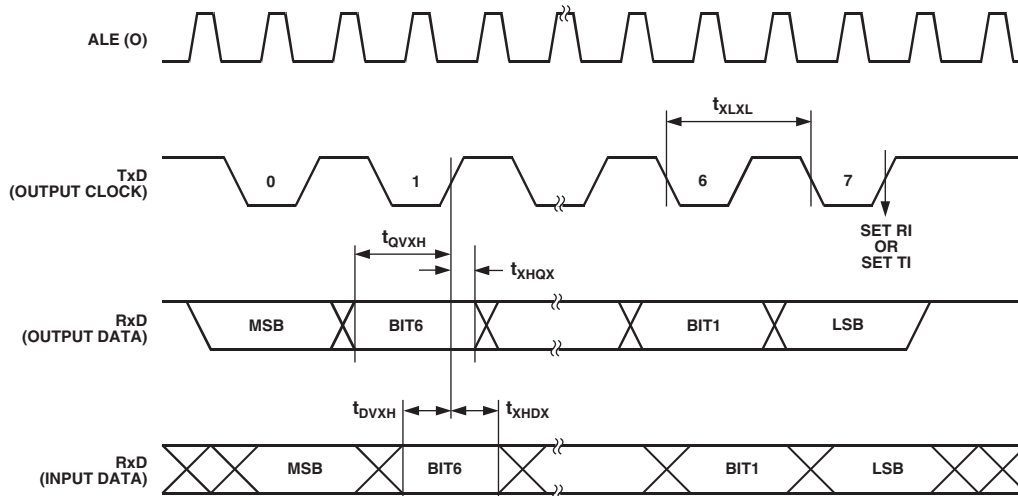 ALE (O)
tXLXL
TxD
(OUTPUT CLOCK)
0
1
6
7
SET RI
OR
SET TI
tQVXH
tXHQX
RxD
(OUTPUT DATA)
MSB
BIT6
BIT1
LSB
tDVXH
tXHDX
RxD
(INPUT DATA)
MSB
BIT6
BIT1
LSB